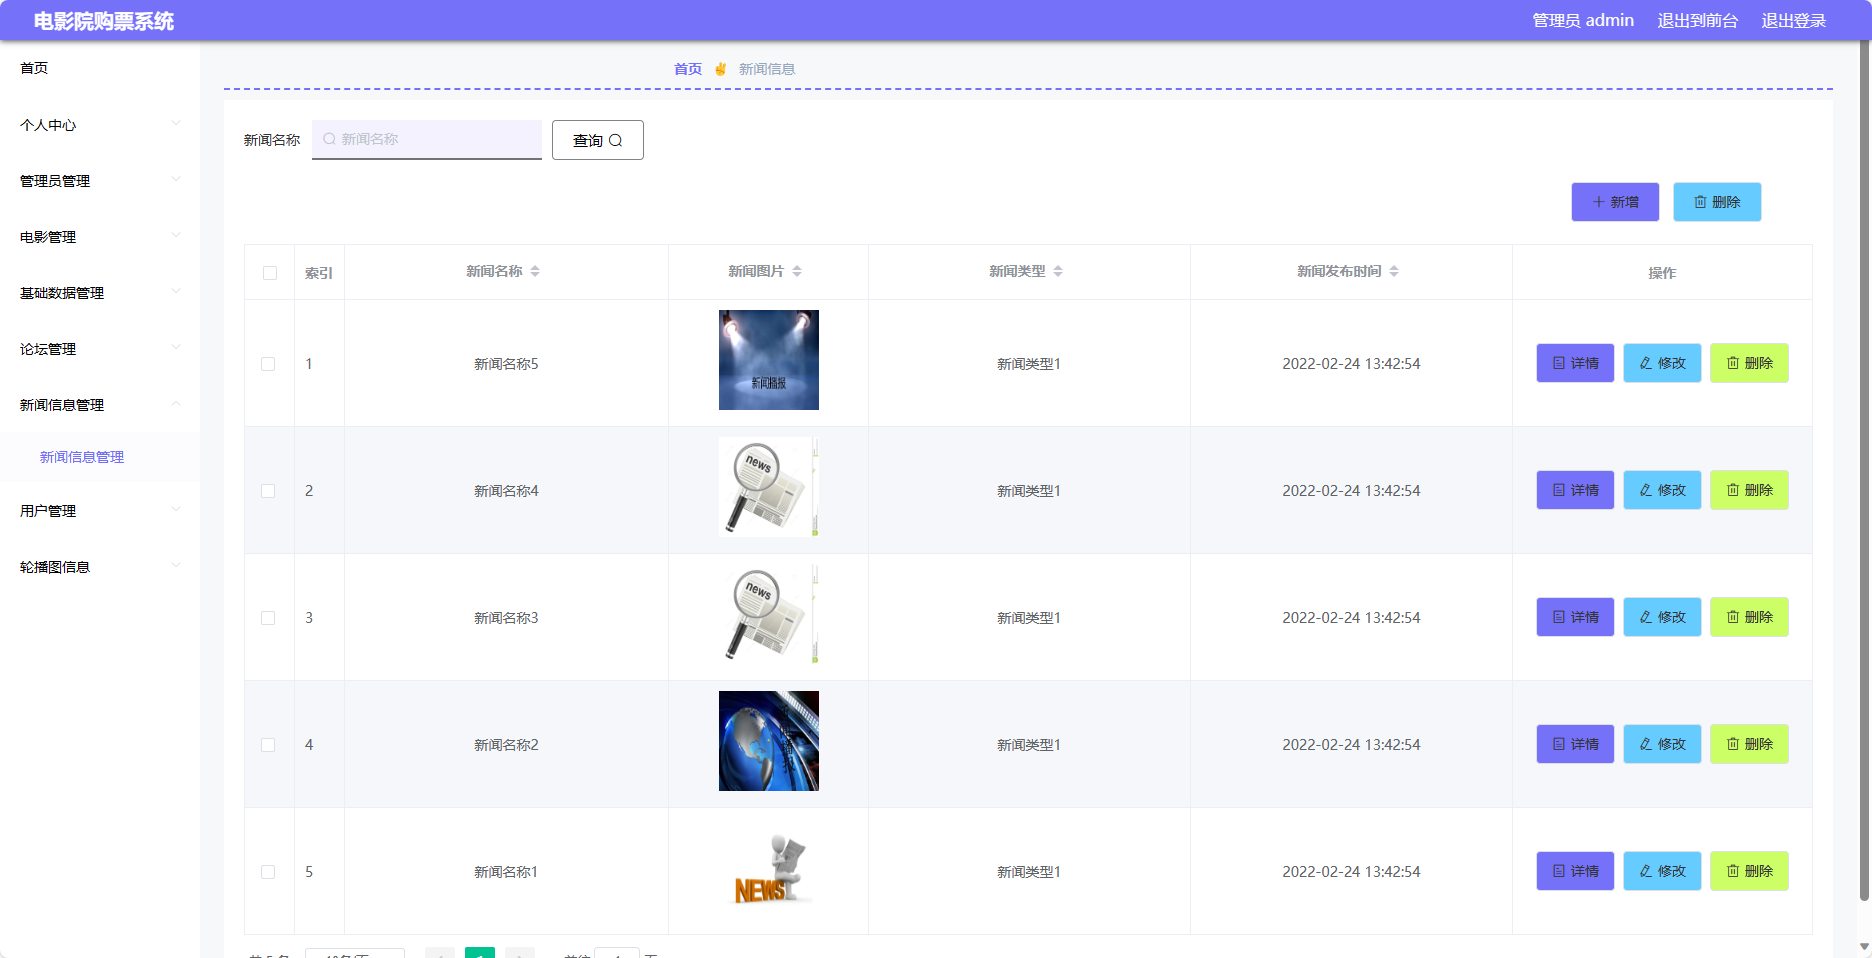 电影院购票系统
管理员 admin 退出到前台 退出登录
首页
个人中心
管理员管理
电影管理
基础数据管理
论坛管理
新闻信息管理
新闻信息管理
用户管理
轮播图信息
首页 新闻信息
新闻名称 新闻名称 查询
新增 删除
索引 新闻名称 新闻图片 新闻类型 新闻发布时间 操作
新闻播报
1 新闻名称5 新闻类型1 2022-02-24 13:42:54 详情 修改 删除
news
2 新闻名称4 新闻类型1 2022-02-24 13:42:54 详情 修改 删除
news
3 新闻名称3 新闻类型1 2022-02-24 13:42:54 详情 修改 删除
4 新闻名称2 新闻类型1 2022-02-24 13:42:54 详情 修改 删除
NEWS
5 新闻名称1 新闻类型1 2022-02-24 13:42:54 详情 修改 删除